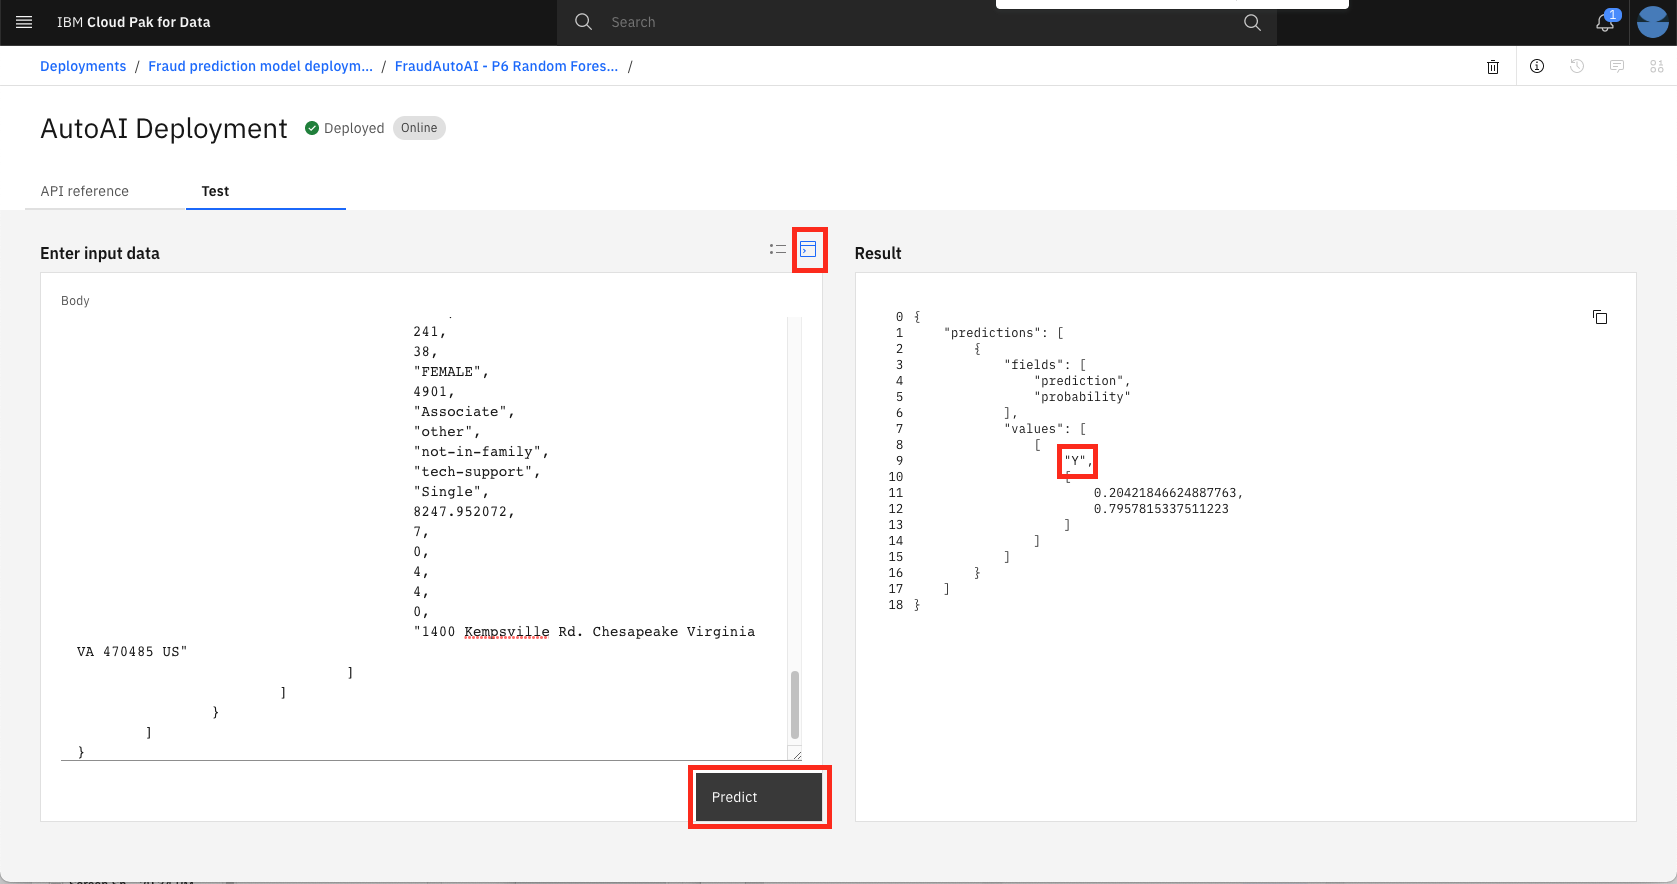 IBM Cloud Pak for Data
Search
1
Deployments / Fraud prediction model deploym... / FraudAutoAI - P6 Random Fores... /
AutoAI Deployment
Deployed
Online
API reference
Test
Enter input data
Body
241,
38,
"FEMALE",
4901,
"Associate",
"other",
"not-in-family",
"tech-support",
"Single",
8247.952072,
7,
0,
4,
4,
0,
"1400 Kempsville Rd. Chesapeake Virginia
VA 470485 US"
]
]
}
]
}
Predict
Result
0 {
1 "predictions": [
2 {
3 "fields": [
4 "prediction",
5 "probability"
6 ],
7 "values": [
8 [
9 "Y",
10 [
11 0.20421846624887763,
12 0.7957815337511223
13 ]
14 ]
15 ]
16 }
17 ]
18 }